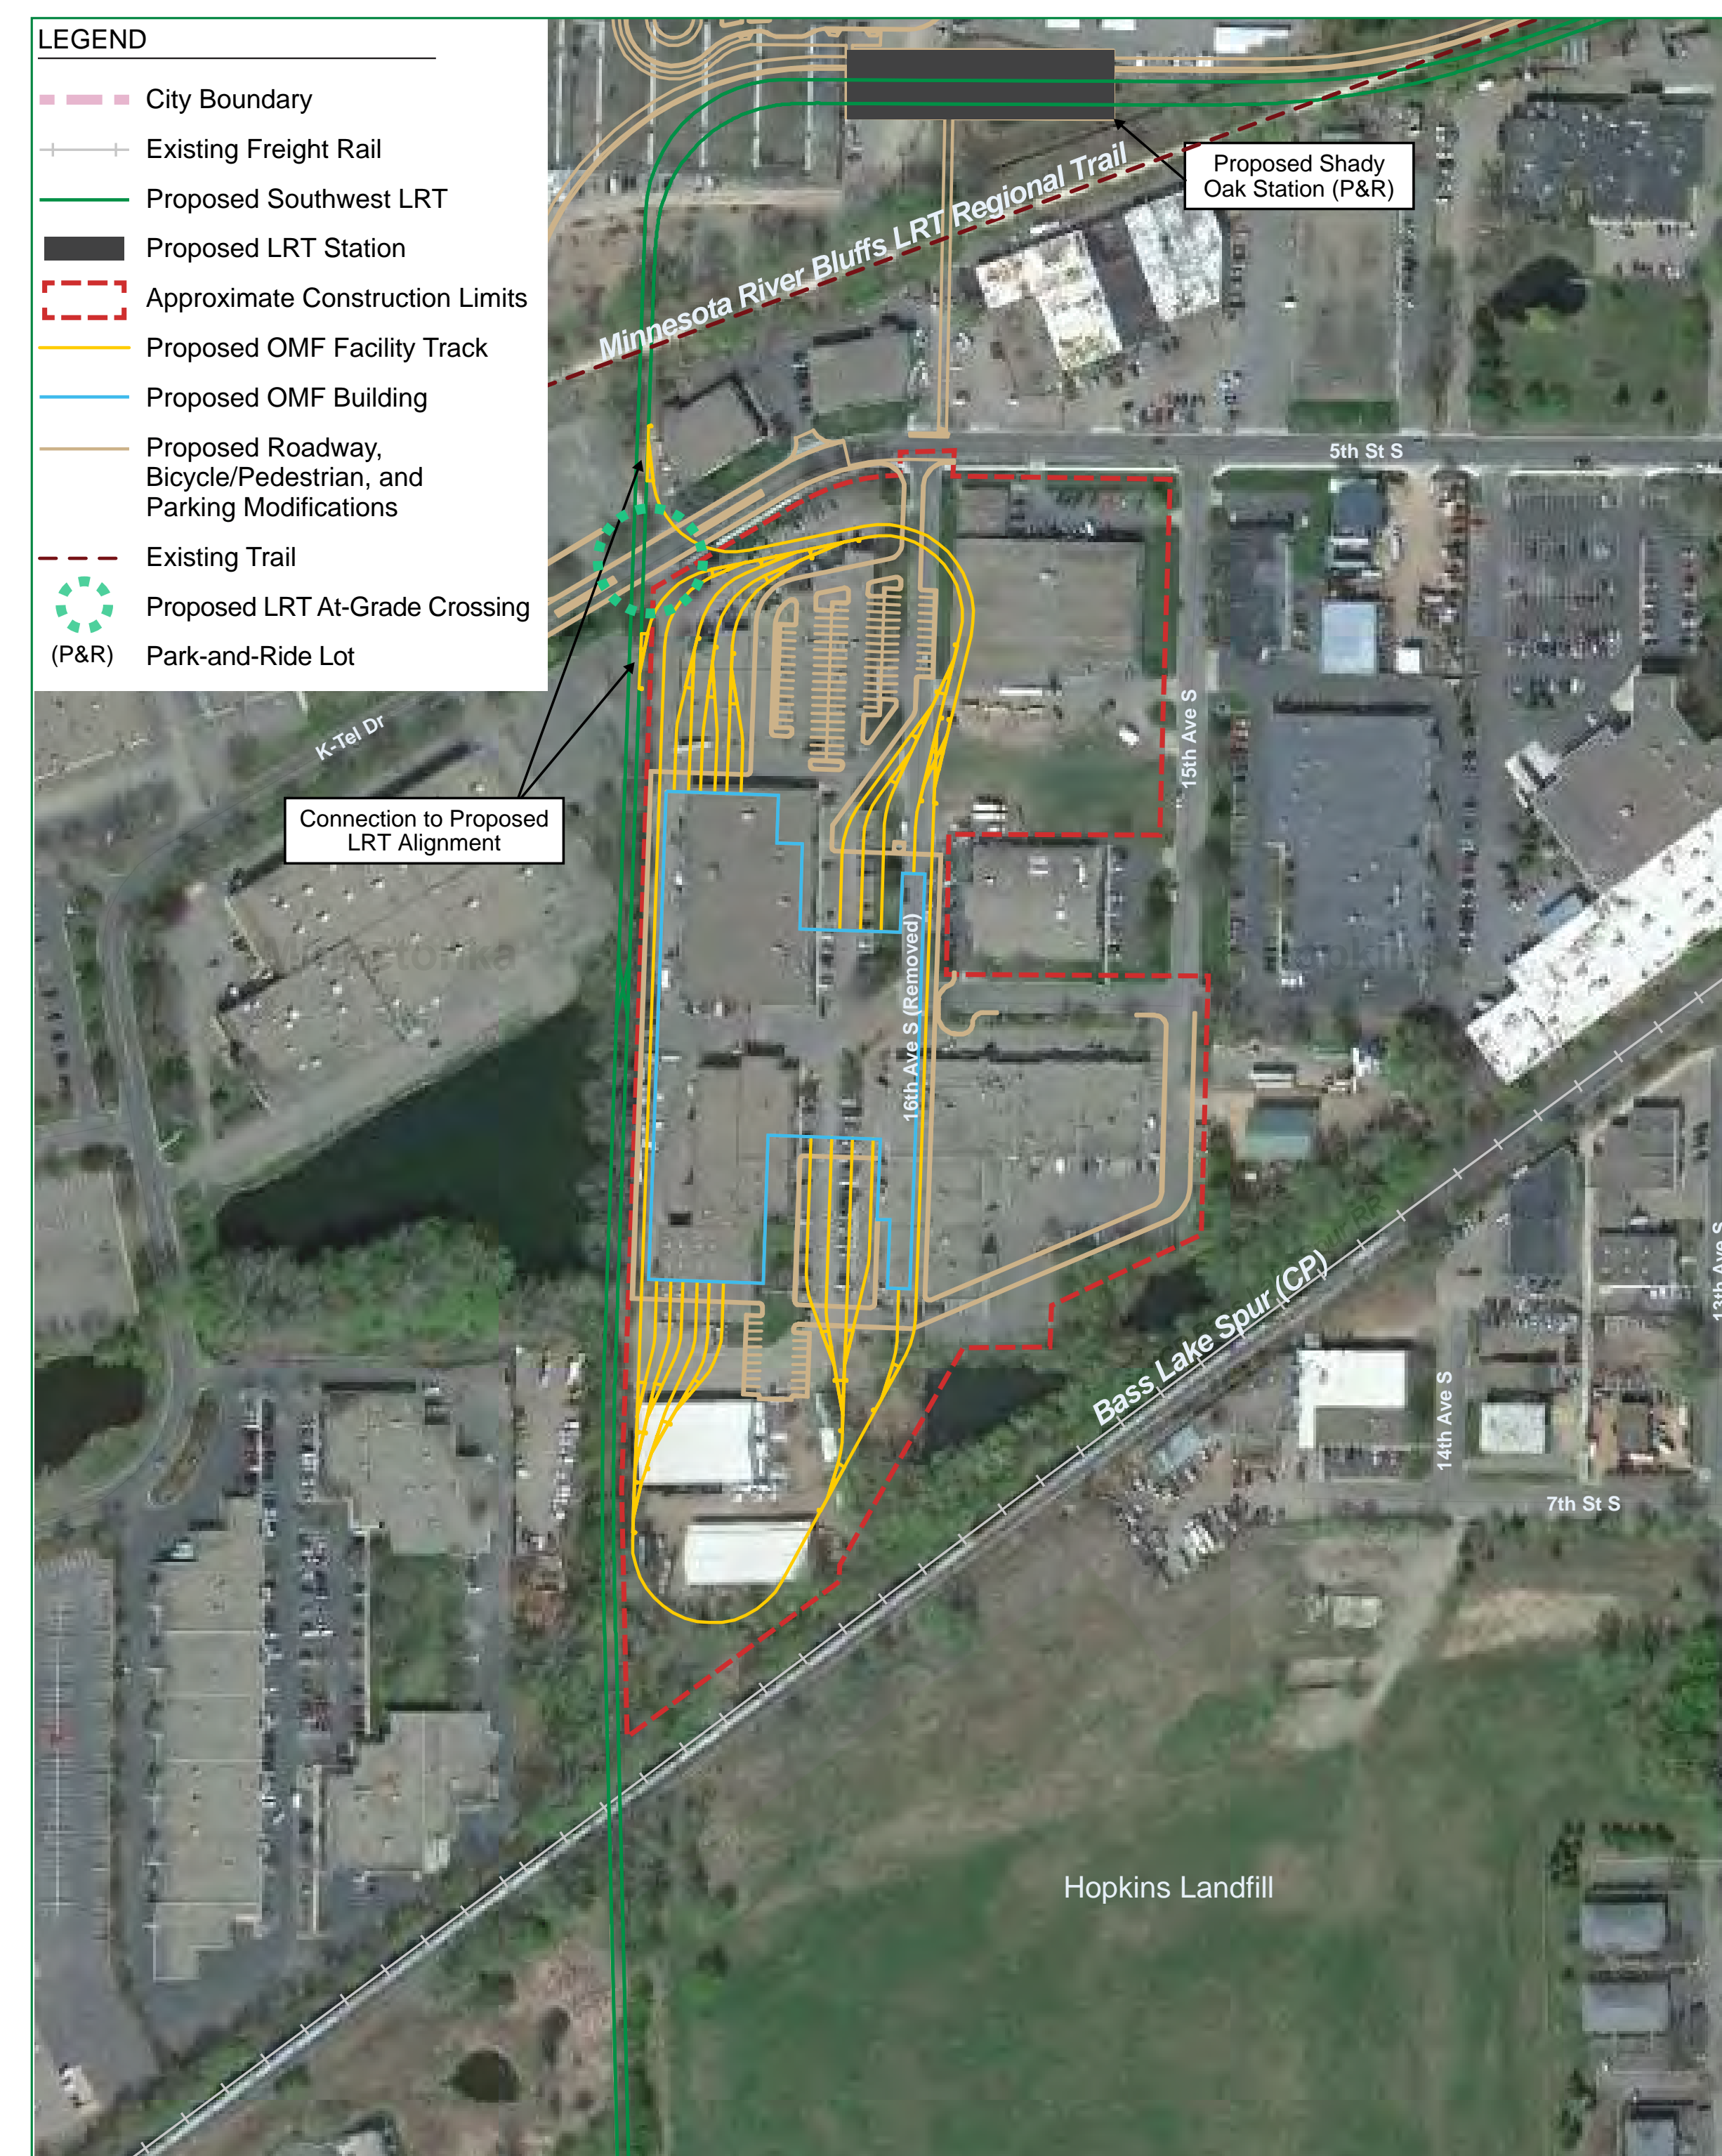 LEGEND
City Boundary
Existing Freight Rail
Proposed Southwest LRT
Proposed LRT Station
Approximate Construction Limits
Proposed OMF Facility Track
Proposed OMF Building
Proposed Roadway,
Bicycle/Pedestrian, and
Parking Modifications
Existing Trail
Proposed LRT At-Grade Crossing
(P&R) Park-and-Ride Lot
Proposed Shady
Oak Station (P&R)
Minnesota River Bluffs LRT Regional Trail
5th St S
K-Tel Dr
15th Ave S
Connection to Proposed
LRT Alignment
Minnetonka
16th Ave S (Removed)
13th Ave S
Bass Lake Spur (CP)
14th Ave S
7th St S
Hopkins Landfill